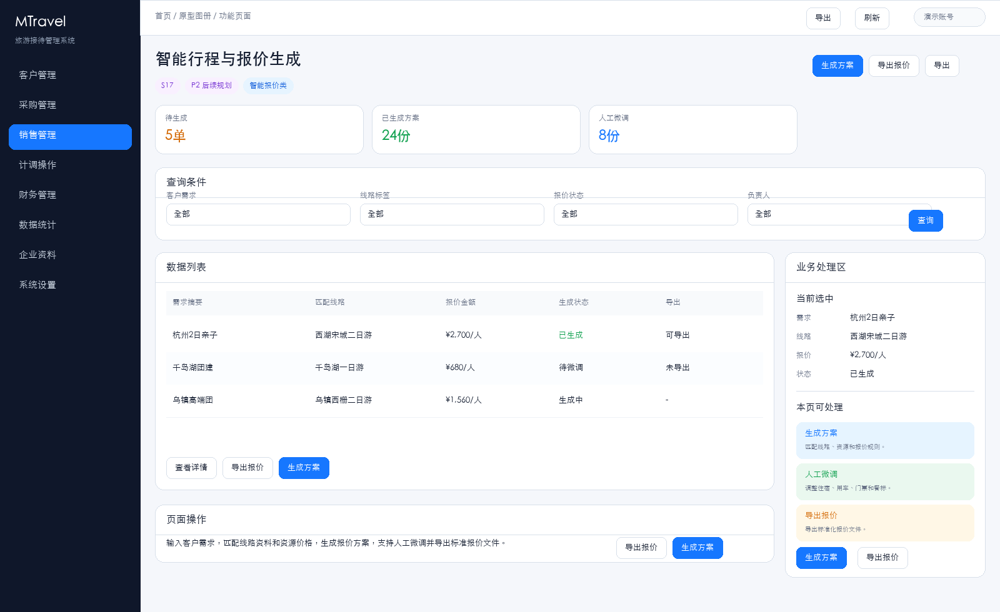 MTravel
旅游接待管理系统
客户管理
采购管理
销售管理
计调操作
财务管理
数据统计
企业资料
系统设置
首页 / 原型图册 / 功能页面
导出
刷新
演示账号
智能行程与报价生成
S17
P2 后续规划
智能报价类
生成方案
导出报价
导出
待生成
5单
已生成方案
24份
人工微调
8份
查询条件
客户需求
线路标签
报价状态
负责人
全部
全部
全部
全部
查询
数据列表
需求摘要 匹配线路 报价金额 生成状态 导出
杭州2日亲子 西湖宋城二日游 ¥2,700/人 已生成 可导出
千岛湖团建 千岛湖一日游 ¥680/人 待微调 未导出
乌镇高端团 乌镇西栅二日游 ¥1,560/人 生成中 -
查看详情
导出报价
生成方案
页面操作
输入客户需求，匹配线路资料和资源价格，生成报价方案，支持人工微调并导出标准报价文件。
导出报价
生成方案
业务处理区
当前选中
需求 杭州2日亲子
线路 西湖宋城二日游
报价 ¥2,700/人
状态 已生成
本页可处理
生成方案
匹配线路、资源和报价规则。
人工微调
调整住宿、用车、门票和餐标。
导出报价
导出标准化报价文件。
生成方案
导出报价